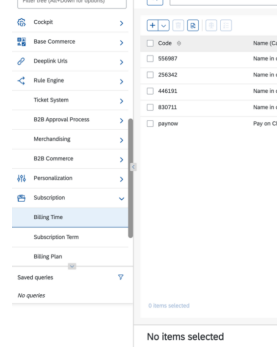 Filter tree (Alt+Down for options)
Cockpit
Base Commerce
Deeplink Urls
Rule Engine
Ticket System
B2B Approval Process
Merchandising
B2B Commerce
Personalization
Subscription
Billing Time
Subscription Term
Billing Plan
Saved queries
No queries
Code
Name (C
556987
Name in
256342
Name in
446191
Name in
830711
Name in
paynow
Pay on C
0 items selected
No items selected